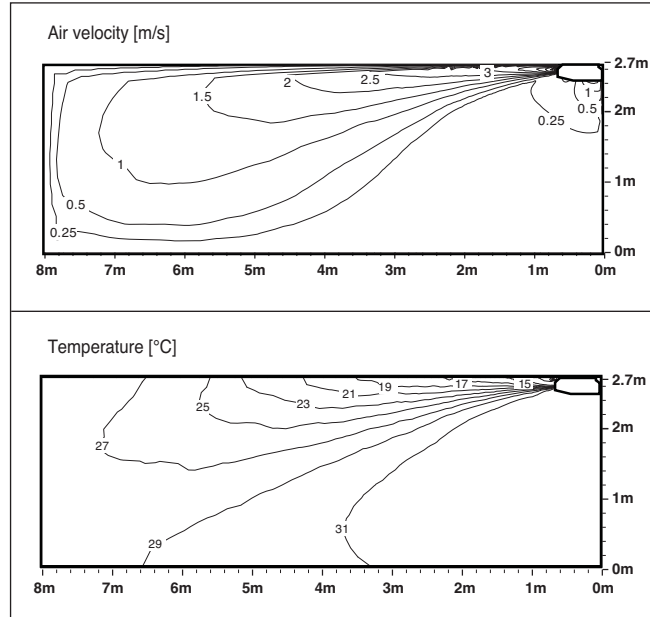 Air velocity [m/s]
2.7m
3
2.5
2
1
1.5
0.5
2m
0.25
1
1m
0.5
0.25
0m
8m 7m 6m 5m 4m 3m 2m 1m 0m
Temperature [°C]
2.7m
15
17
19
21
23
25
2m
27
1m
31
29
0m
8m 7m 6m 5m 4m 3m 2m 1m 0m